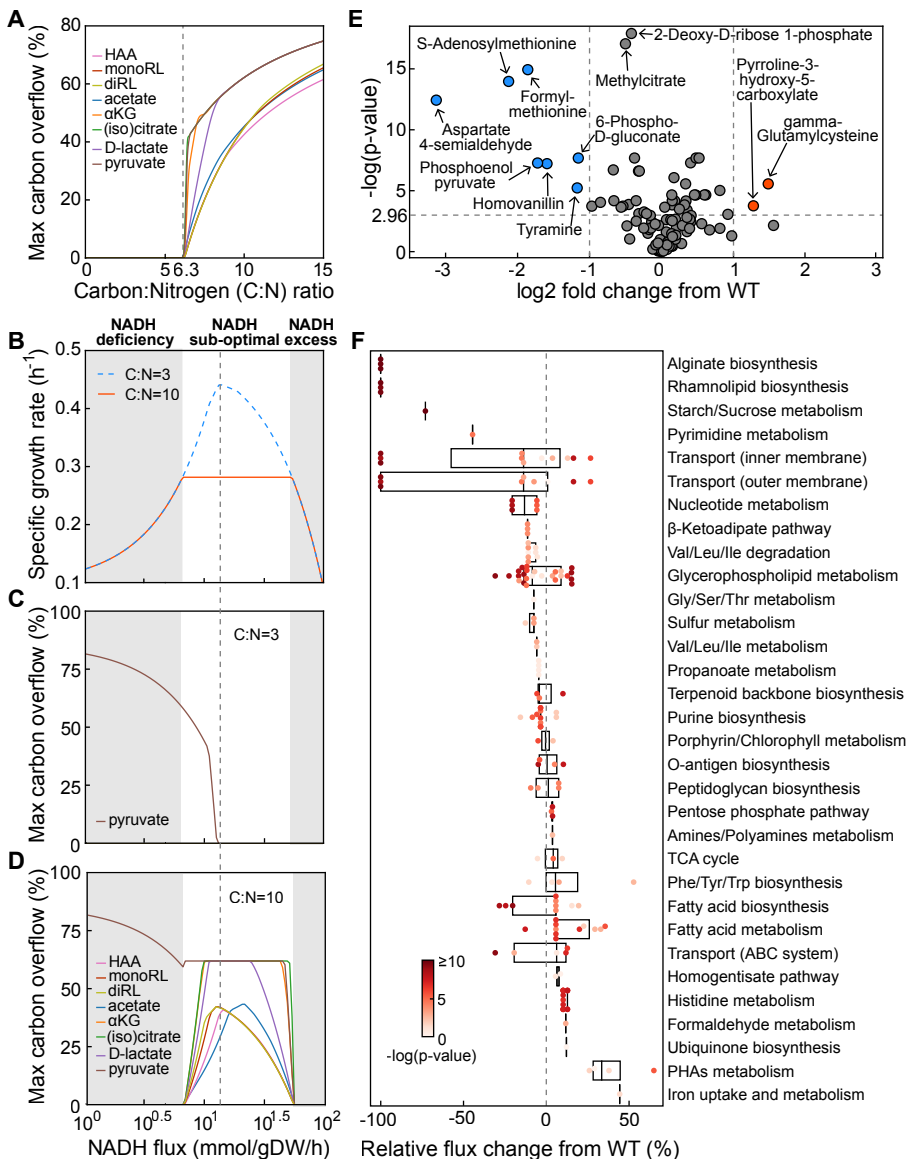 A
Max carbon overflow (%)
80
60
40
20
0
HAA
monoRL
diRL
acetate
αKG
(iso)citrate
D-lactate
pyruvate
0
5
6.3
10
15
Carbon:Nitrogen (C:N) ratio
B
NADH
deficiency
NADH
sub-optimal
NADH
excess
Specific growth rate (h⁻¹)
0.5
0.4
0.3
0.2
0.1
C:N=3
C:N=10
C
Max carbon overflow (%)
100
75
50
25
0
C:N=3
pyruvate
D
Max carbon overflow (%)
100
75
50
25
0
C:N=10
HAA
monoRL
diRL
acetate
αKG
(iso)citrate
D-lactate
pyruvate
10⁰
10⁰·⁵
10¹
10¹·⁵
10²
NADH flux (mmol/gDW/h)
E
-log(p-value)
15
10
5
2.96
0
2-Deoxy-D-ribose 1-phosphate
S-Adenosylmethionine
Methylcitrate
Pyrroline-3-
hydroxy-5-
carboxylate
Formyl-
methionine
gamma-
Glutamylcysteine
6-Phospho-
D-gluconate
Aspartate
4-semialdehyde
Phosphoenol
pyruvate
Homovanillin
Tyramine
-3
-2
-1
0
1
2
3
log2 fold change from WT
F
Alginate biosynthesis
Rhamnolipid biosynthesis
Starch/Sucrose metabolism
Pyrimidine metabolism
Transport (inner membrane)
Transport (outer membrane)
Nucleotide metabolism
β-Ketoadipate pathway
Val/Leu/Ile degradation
Glycerophospholipid metabolism
Gly/Ser/Thr metabolism
Sulfur metabolism
Val/Leu/Ile metabolism
Propanoate metabolism
Terpenoid backbone biosynthesis
Purine biosynthesis
Porphyrin/Chlorophyll metabolism
O-antigen biosynthesis
Peptidoglycan biosynthesis
Pentose phosphate pathway
Amines/Polyamines metabolism
TCA cycle
Phe/Tyr/Trp biosynthesis
Fatty acid biosynthesis
Fatty acid metabolism
Transport (ABC system)
Homogentisate pathway
Histidine metabolism
Formaldehyde metabolism
Ubiquinone biosynthesis
PHAs metabolism
Iron uptake and metabolism
≥10
5
0
-log(p-value)
-100
-50
0
50
Relative flux change from WT (%)